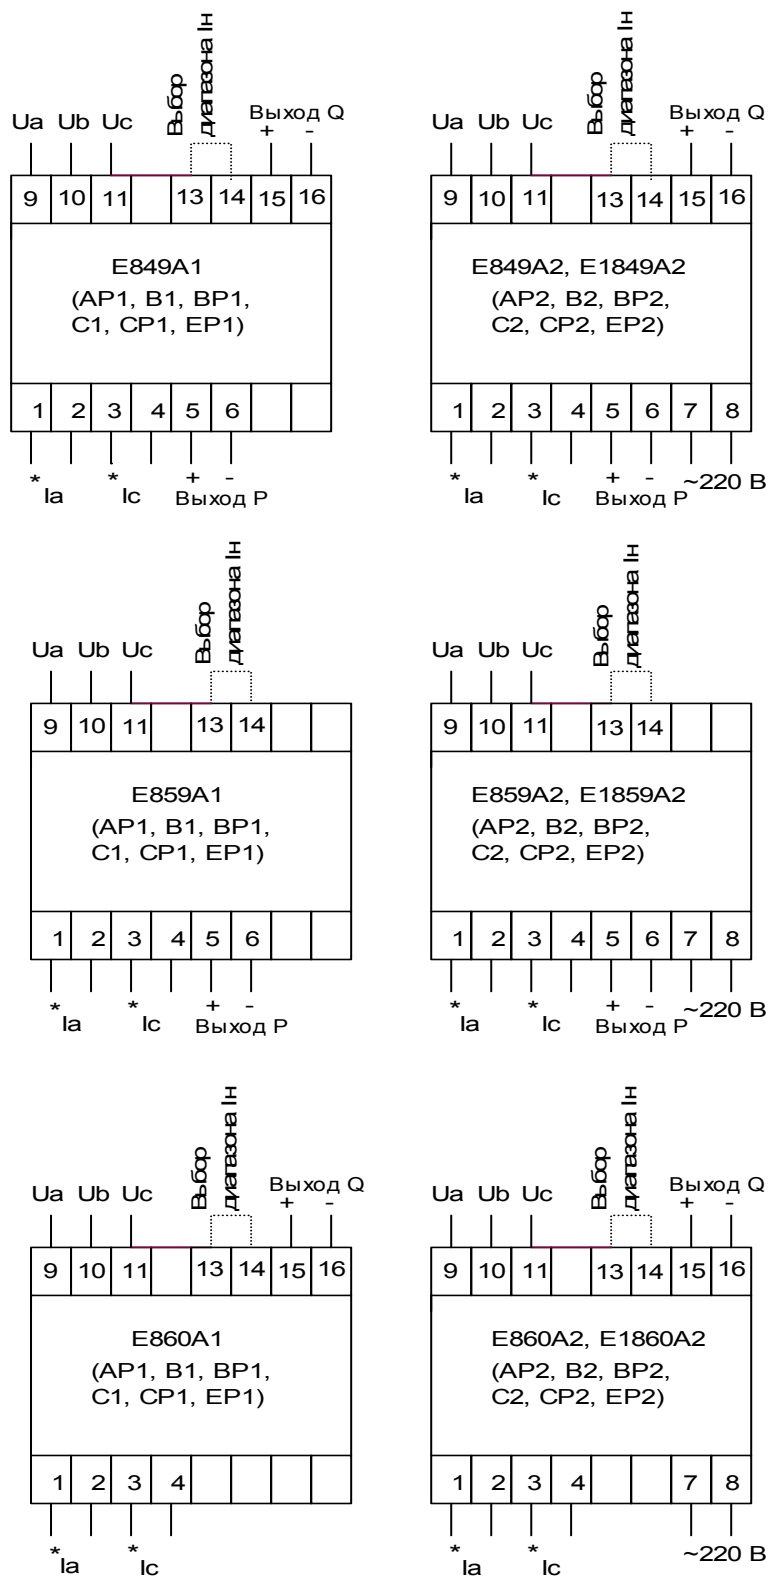 Выбор
диапазона Iн
Ua Ub Uc
Выход Q
+ -
9 10 11 13 14 15 16
E849A1
(AP1, B1, BP1,
C1, CP1, EP1)
1 2 3 4 5 6
* Ia * Ic + -
Выход P
Выбор
диапазона Iн
Ua Ub Uc
Выход Q
+ -
9 10 11 13 14 15 16
E849A2, E1849A2
(AP2, B2, BP2,
C2, CP2, EP2)
1 2 3 4 5 6 7 8
* Ia * Ic + - ~220 В
Выход P
Выбор
диапазона Iн
Ua Ub Uc
9 10 11 13 14
E859A1
(AP1, B1, BP1,
C1, CP1, EP1)
1 2 3 4 5 6
* Ia * Ic + -
Выход P
Выбор
диапазона Iн
Ua Ub Uc
9 10 11 13 14
E859A2, E1859A2
(AP2, B2, BP2,
C2, CP2, EP2)
1 2 3 4 5 6 7 8
* Ia * Ic + - ~220 В
Выход P
Выбор
диапазона Iн
Ua Ub Uc
Выход Q
+ -
9 10 11 13 14 15 16
E860A1
(AP1, B1, BP1,
C1, CP1, EP1)
1 2 3 4
* Ia * Ic
Выбор
диапазона Iн
Ua Ub Uc
Выход Q
+ -
9 10 11 13 14 15 16
E860A2, E1860A2
(AP2, B2, BP2,
C2, CP2, EP2)
1 2 3 4 7 8
* Ia * Ic ~220 В